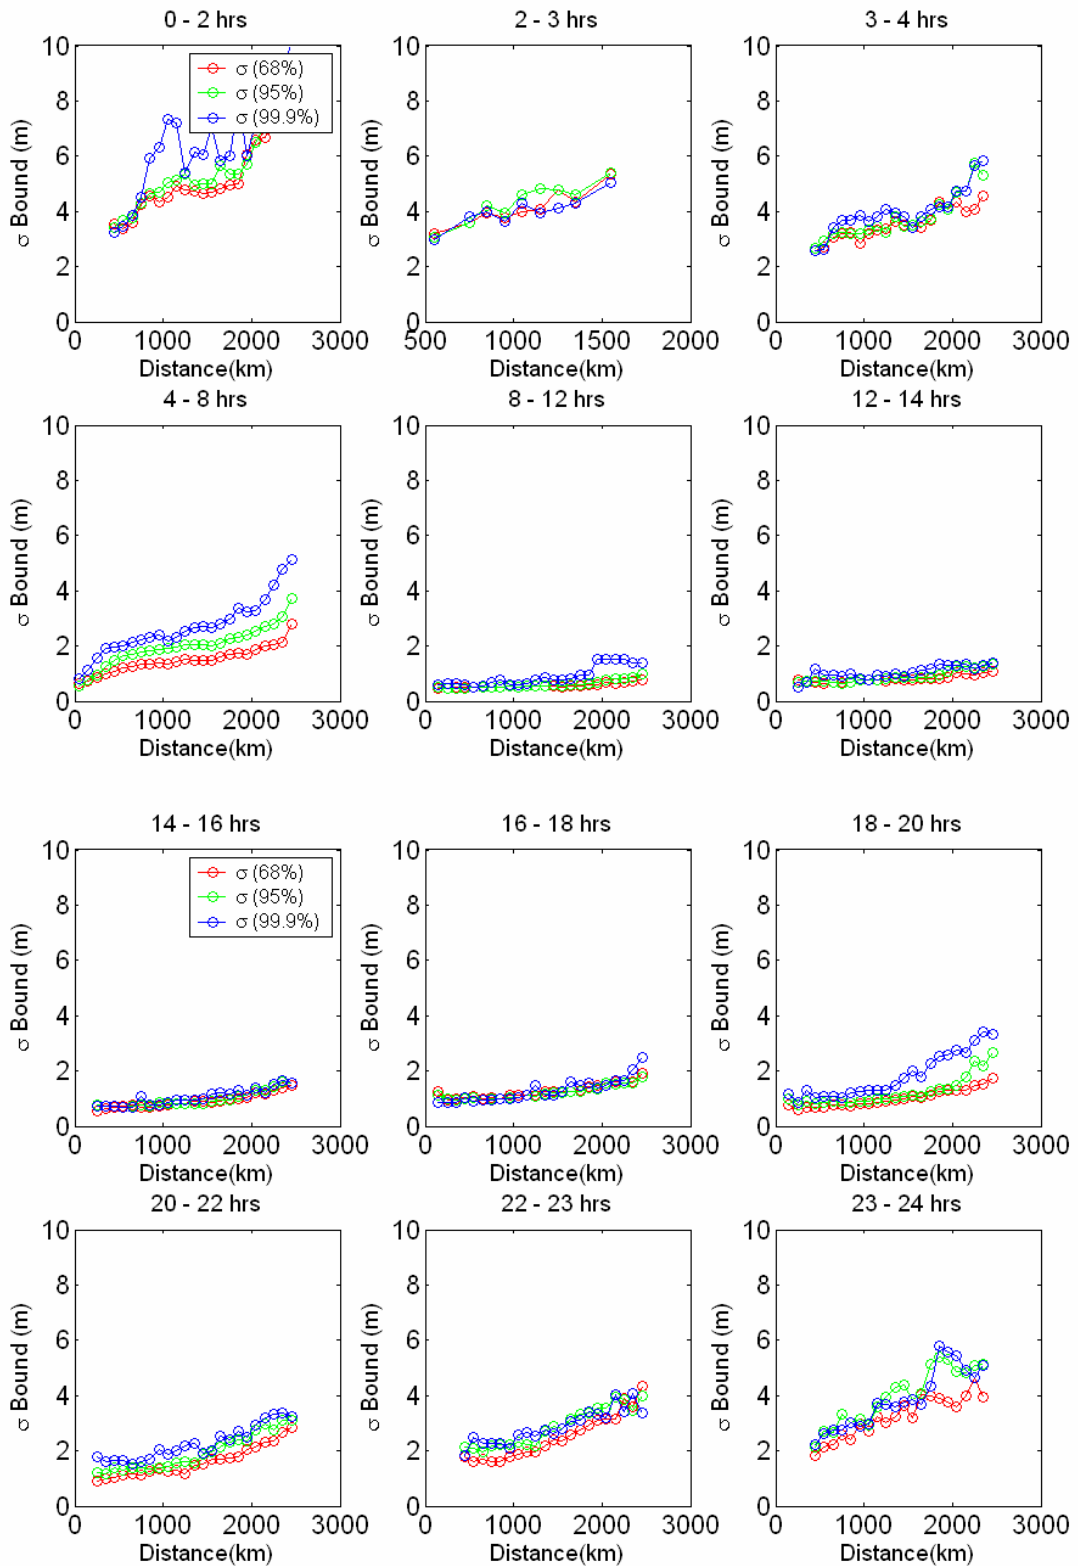 0 - 2 hrs
10
8
6
4
2
0
σ Bound (m)
σ (68%)
σ (95%)
σ (99.9%)
0 1000 2000 3000
Distance(km)
2 - 3 hrs
10
8
6
4
2
0
σ Bound (m)
500 1000 1500 2000
Distance(km)
3 - 4 hrs
10
8
6
4
2
0
σ Bound (m)
0 1000 2000 3000
Distance(km)
4 - 8 hrs
10
8
6
4
2
0
σ Bound (m)
0 1000 2000 3000
Distance(km)
8 - 12 hrs
10
8
6
4
2
0
σ Bound (m)
0 1000 2000 3000
Distance(km)
12 - 14 hrs
10
8
6
4
2
0
σ Bound (m)
0 1000 2000 3000
Distance(km)
14 - 16 hrs
10
8
6
4
2
0
σ Bound (m)
σ (68%)
σ (95%)
σ (99.9%)
0 1000 2000 3000
Distance(km)
16 - 18 hrs
10
8
6
4
2
0
σ Bound (m)
0 1000 2000 3000
Distance(km)
18 - 20 hrs
10
8
6
4
2
0
σ Bound (m)
0 1000 2000 3000
Distance(km)
20 - 22 hrs
10
8
6
4
2
0
σ Bound (m)
0 1000 2000 3000
Distance(km)
22 - 23 hrs
10
8
6
4
2
0
σ Bound (m)
0 1000 2000 3000
Distance(km)
23 - 24 hrs
10
8
6
4
2
0
σ Bound (m)
0 1000 2000 3000
Distance(km)